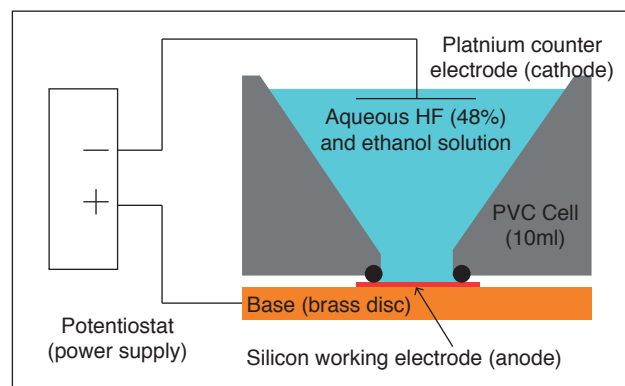 Platnium counter
electrode (cathode)
Aqueous HF (48%)
and ethanol solution
−
+
PVC Cell
(10ml)
Base (brass disc)
Potentiostat
(power supply)
Silicon working electrode (anode)